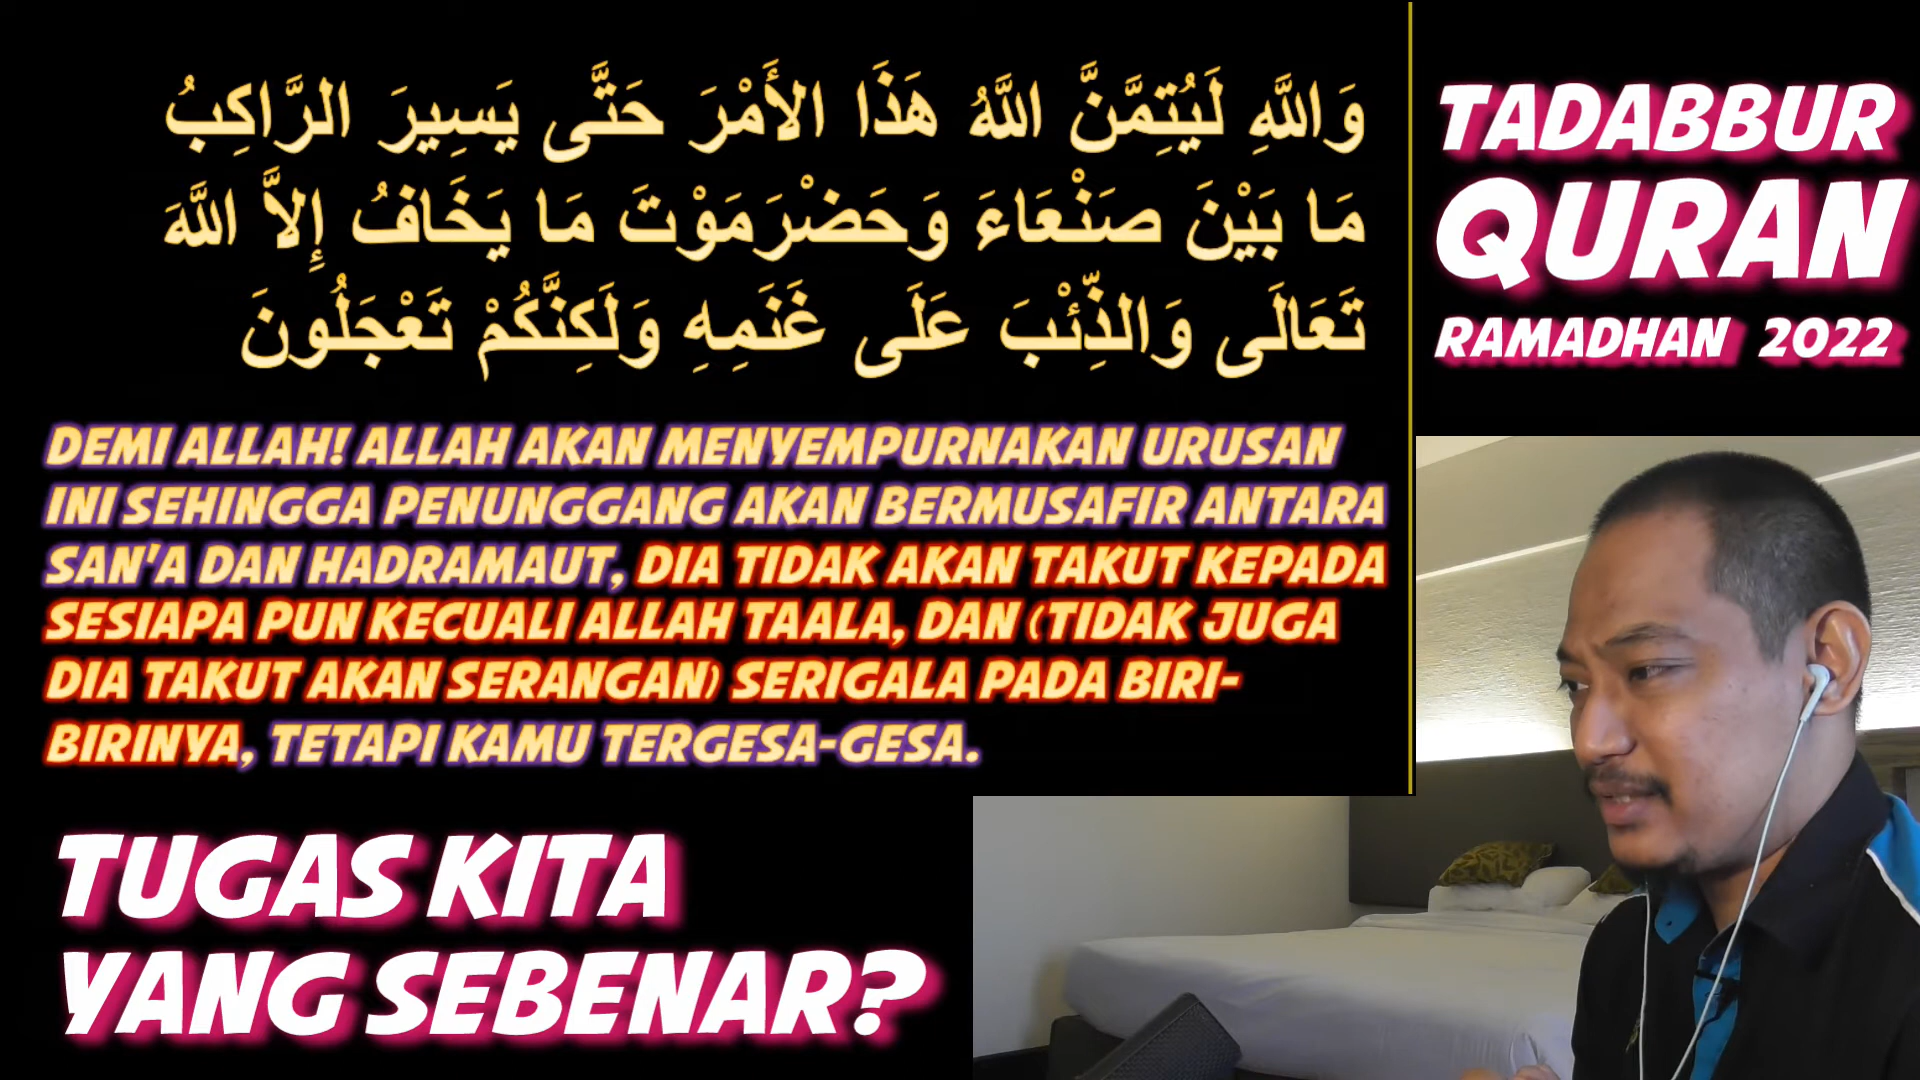 وَاللَّهِ لَيُتِمَّنَّ اللَّهُ هَذَا الأَمْرَ حَتَّى يَسِيرَ الرَّاكِبُ
مَا بَيْنَ صَنْعَاءَ وَحَضْرَمَوْتَ مَا يَخَافُ إِلاَّ اللَّهَ
تَعَالَى وَالذِّئْبَ عَلَى غَنَمِهِ وَلَكِنَّكُمْ تَعْجَلُونَ
DEMI ALLAH! ALLAH AKAN MENYEMPURNAKAN URUSAN
INI SEHINGGA PENUNGGANG AKAN BERMUSAFIR ANTARA
SAN'A DAN HADRAMAUT, DIA TIDAK AKAN TAKUT KEPADA
SESIAPA PUN KECUALI ALLAH TAALA, DAN (TIDAK JUGA
DIA TAKUT AKAN SERANGAN) SERIGALA PADA BIRI-
BIRINYA, TETAPI KAMU TERGESA-GESA.
TUGAS KITA
YANG SEBENAR?
TADABBUR
QURAN
RAMADHAN 2022